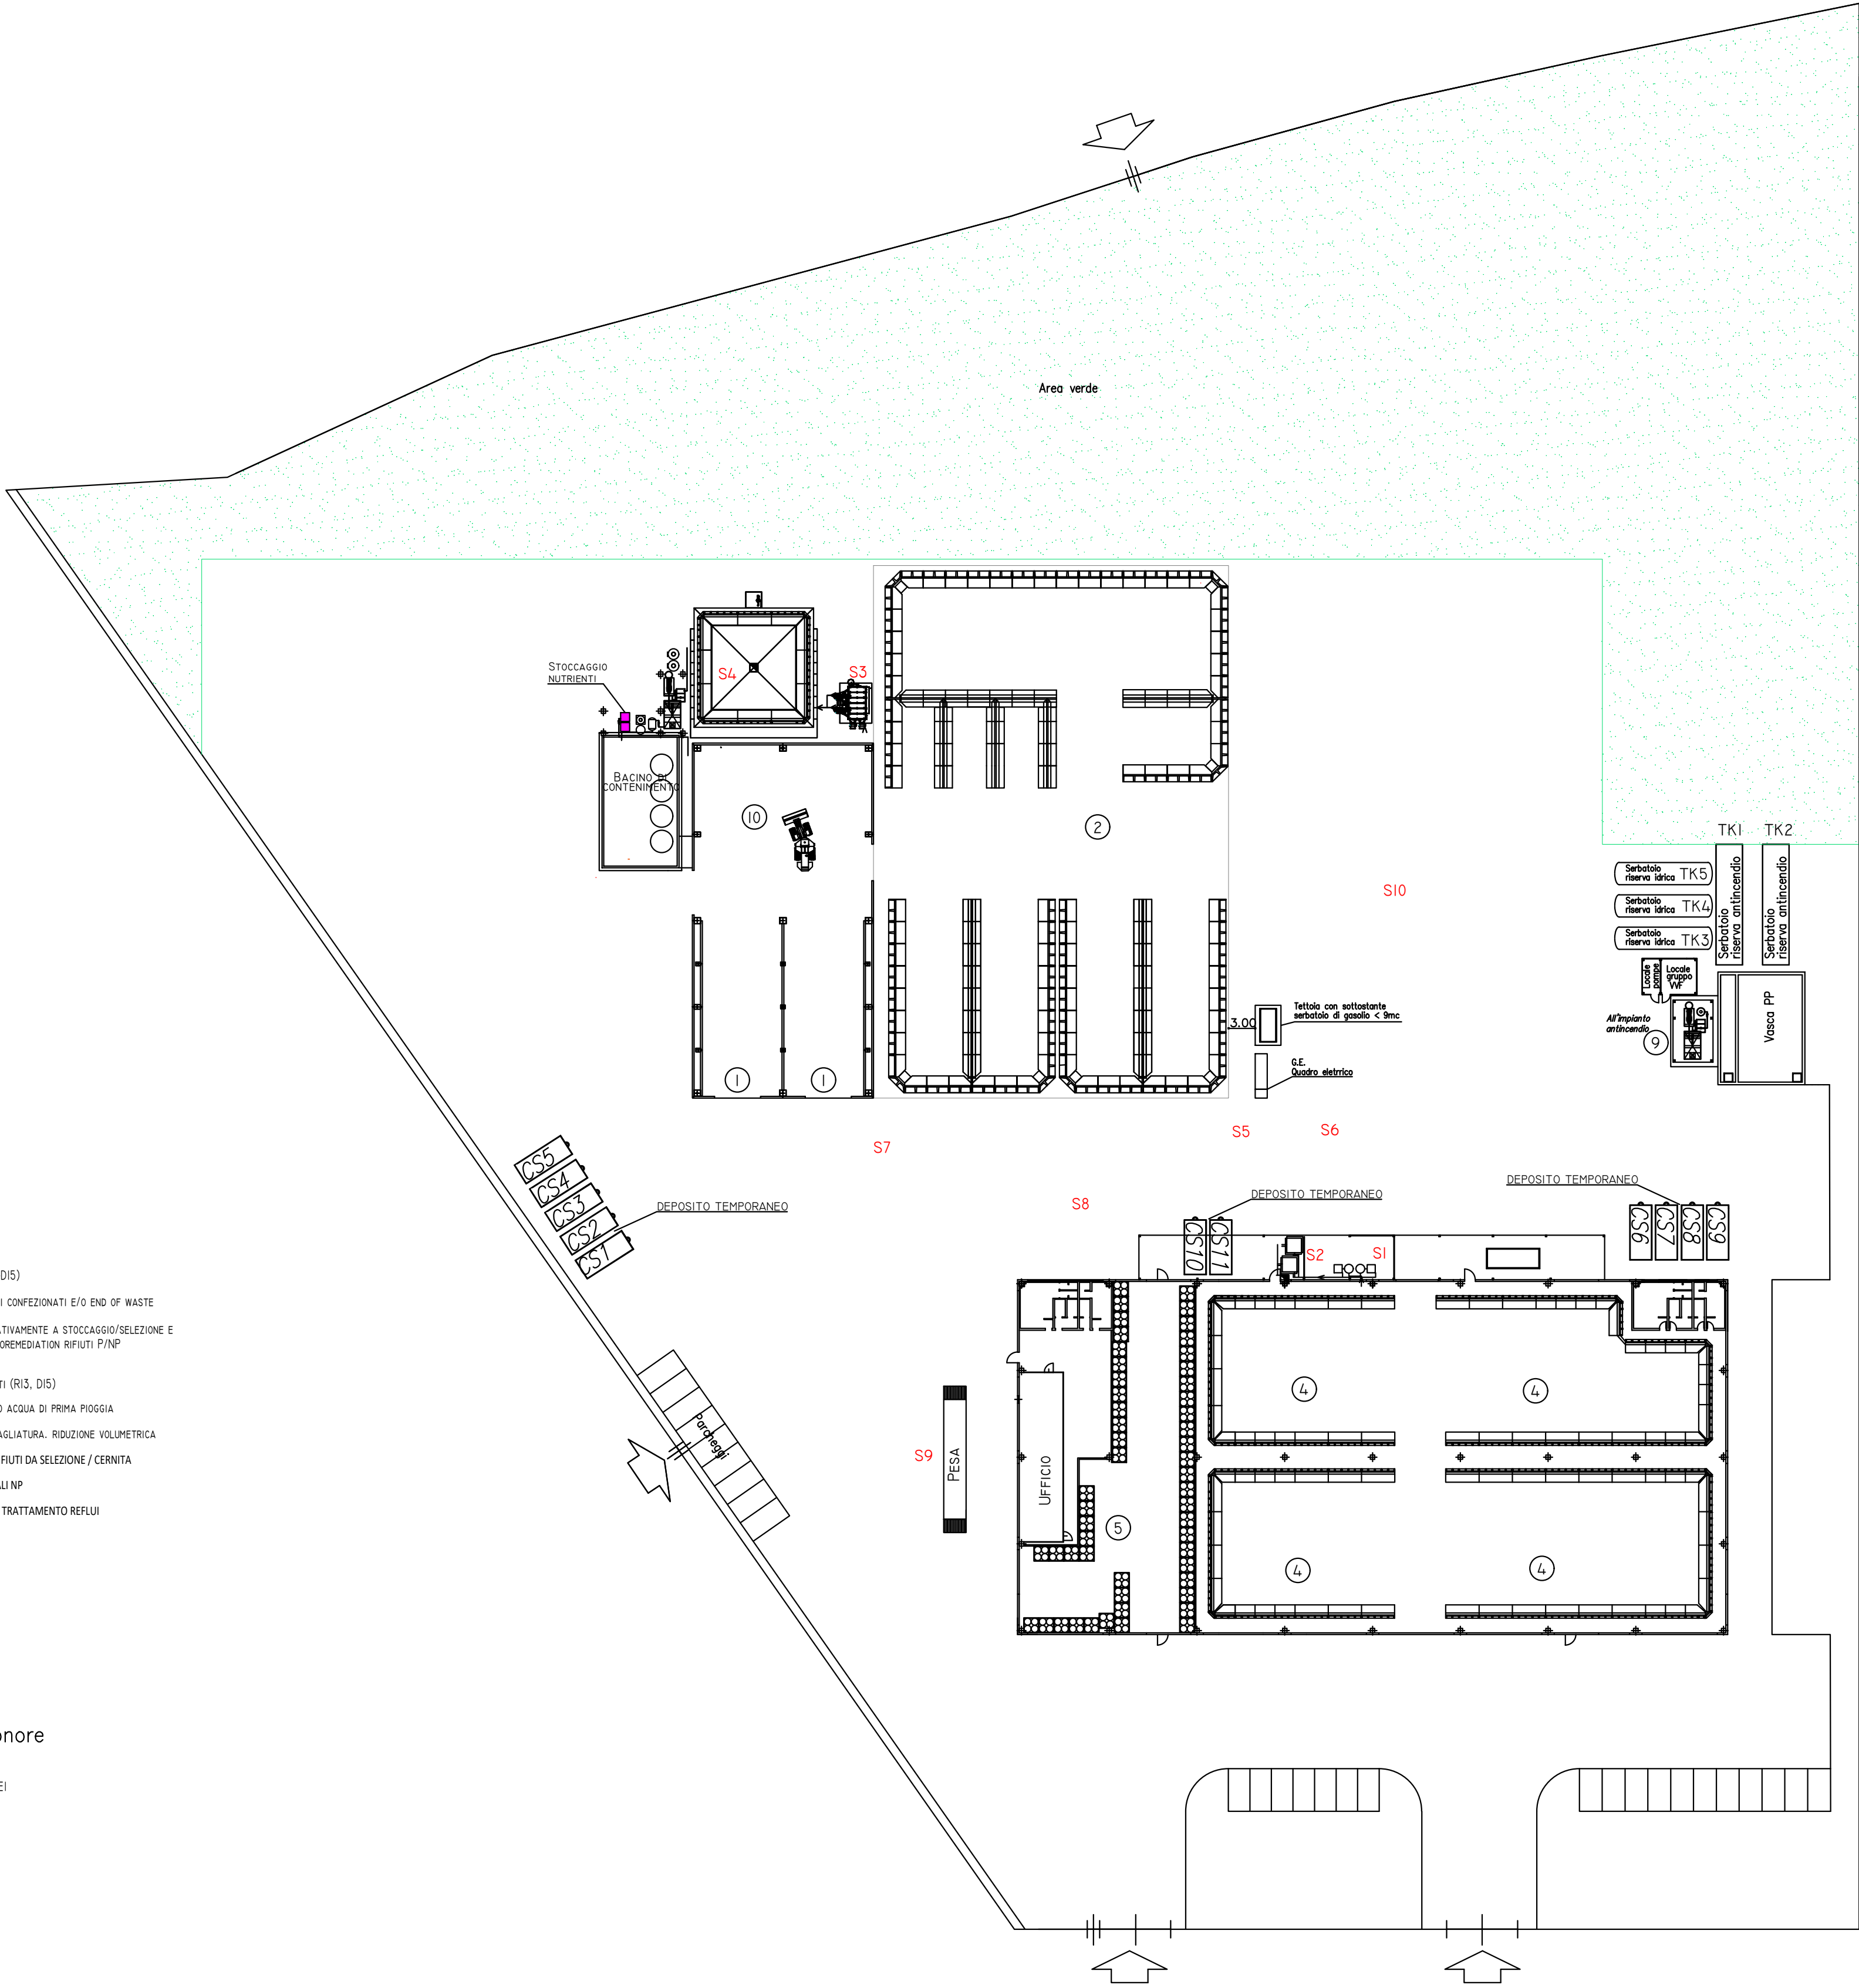 Area verde
STOCCAGGIO
NUTRIENTI
S4
S3
BACINO DI
CONTENIMENTO
10
2
S10
TK1
TK2
Serbatoio
riserva idrica
TK5
Serbatoio
riserva idrica
TK4
Serbatoio
riserva idrica
TK3
Serbatoio
riserva antincendio
Serbatoio
riserva antincendio
Locale
pompe
Locale
gruppo
VVF
All'impianto
antincendio
9
Vasca PP
3.00
Tettoia con sottostante
serbatoio di gasolio < 9mc
G.E.
Quadro eletrrico
1
1
S7
S5
S6
S8
CS5
CS4
CS3
CS2
CS1
DEPOSITO TEMPORANEO
DEPOSITO TEMPORANEO
DEPOSITO TEMPORANEO
CS10
CS11
S2
S1
CS6
CS7
CS8
CS9
DI5)
I CONFEZIONATI E/O END OF WASTE
ATIVAMENTE A STOCCAGGIO/SELEZIONE E
OREMEDIATION RIFIUTI P/NP
TI (R13, D15)
O ACQUA DI PRIMA PIOGGIA
AGLIATURA. RIDUZIONE VOLUMETRICA
FIUTI DA SELEZIONE / CERNITA
ALI NP
TRATTAMENTO REFLUI
Parcheggi
S9
PESA
UFFICIO
5
4
4
4
4
onore
EI